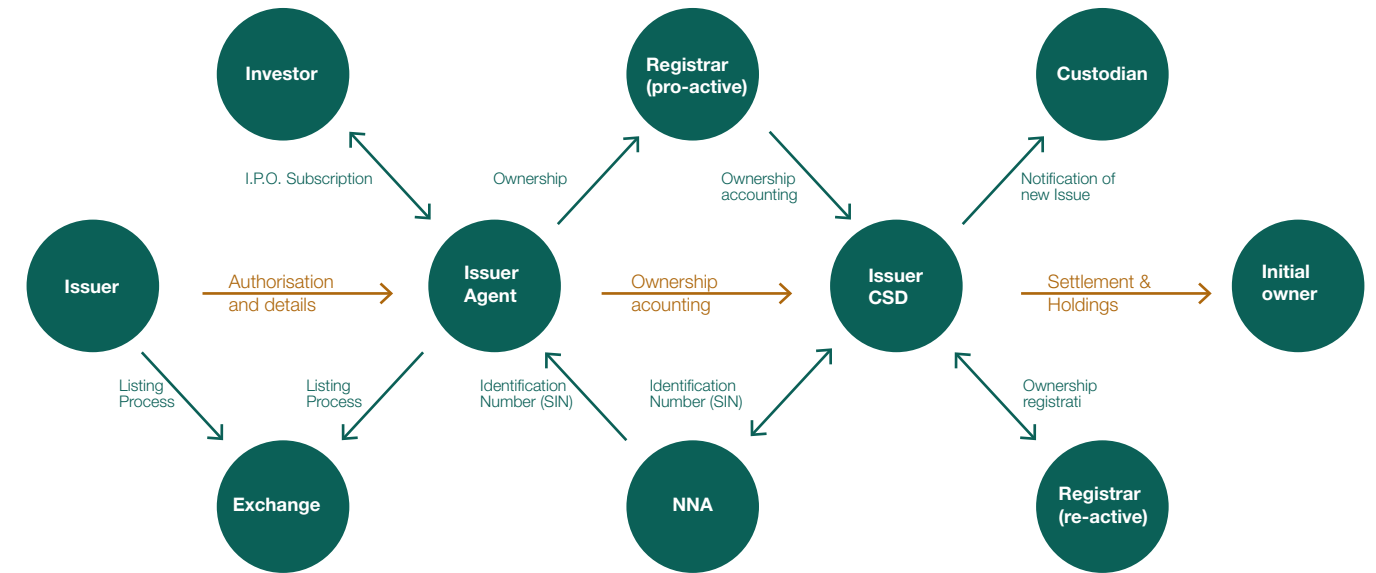 Investor
Registrar
(pro-active)
Custodian
I.P.O. Subscription
Ownership
Ownership
accounting
Notification of
new Issue
Issuer
Authorisation
and details
Issuer
Agent
Ownership
acounting
Issuer
CSD
Settlement &
Holdings
Initial
owner
Listing
Process
Listing
Process
Identification
Number (SIN)
Identification
Number (SIN)
Ownership
registrati
Exchange
NNA
Registrar
(re-active)